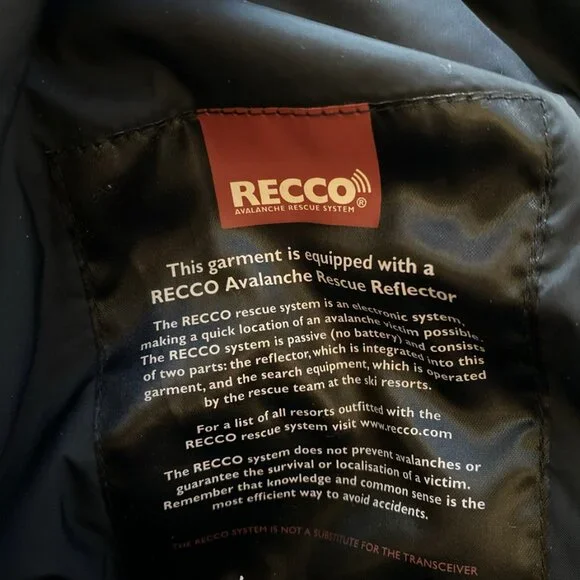 RECCO®
AVALANCHE RESCUE SYSTEM
This garment is equipped with a
RECCO Avalanche Rescue Reflector
The RECCO rescue system is an electronic system,
making a quick location of an avalanche victim possible.
The RECCO system is passive (no battery) and consists
of two parts: the reflector, which is integrated into this
garment, and the search equipment, which is operated
by the rescue team at the ski resorts.
For a list of all resorts outfitted with the
RECCO rescue system visit www.recco.com
The RECCO system does not prevent avalanches or
guarantee the survival or localisation of a victim.
Remember that knowledge and common sense is the
most efficient way to avoid accidents.
THE RECCO SYSTEM IS NOT A SUBSTITUTE FOR THE TRANSCEIVER